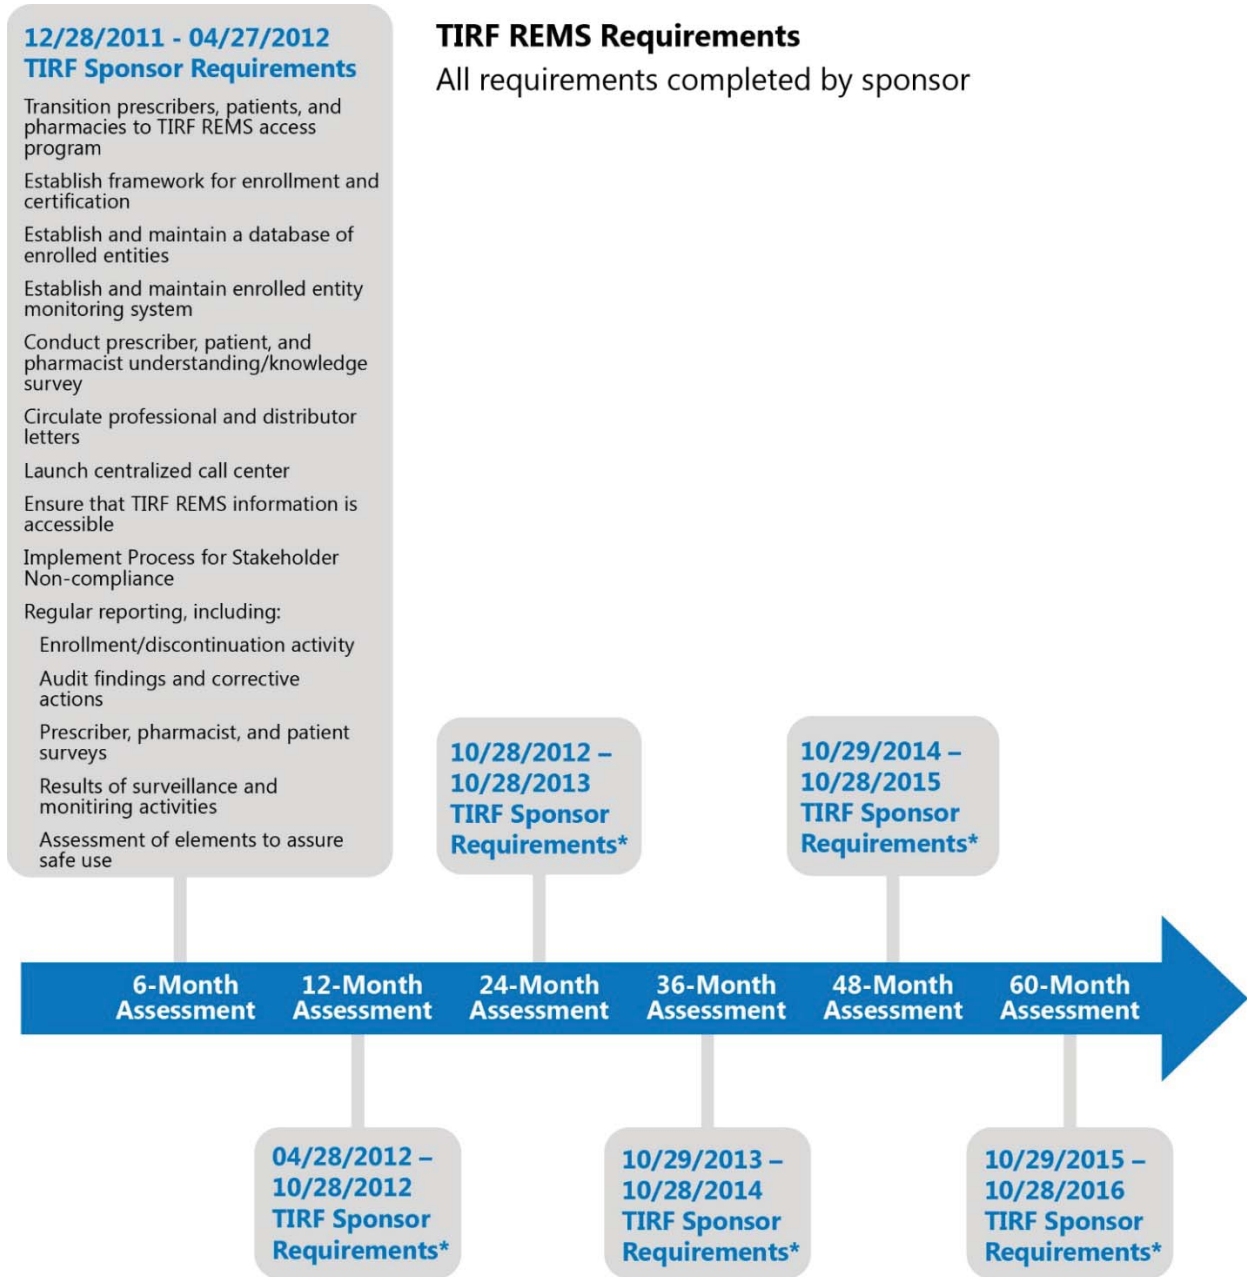 12/28/2011 - 04/27/2012
TIRF Sponsor Requirements
Transition prescribers, patients, and
pharmacies to TIRF REMS access
program
Establish framework for enrollment and
certification
Establish and maintain a database of
enrolled entities
Establish and maintain enrolled entity
monitoring system
Conduct prescriber, patient, and
pharmacist understanding/knowledge
survey
Circulate professional and distributor
letters
Launch centralized call center
Ensure that TIRF REMS information is
accessible
Implement Process for Stakeholder
Non-compliance
Regular reporting, including:
Enrollment/discontinuation activity
Audit findings and corrective
actions
Prescriber, pharmacist, and patient
surveys
Results of surveillance and
monitiring activities
Assessment of elements to assure
safe use
TIRF REMS Requirements
All requirements completed by sponsor
10/28/2012 –
10/28/2013
TIRF Sponsor
Requirements*
10/29/2014 –
10/28/2015
TIRF Sponsor
Requirements*
6-Month
Assessment
12-Month
Assessment
24-Month
Assessment
36-Month
Assessment
48-Month
Assessment
60-Month
Assessment
04/28/2012 –
10/28/2012
TIRF Sponsor
Requirements*
10/29/2013 –
10/28/2014
TIRF Sponsor
Requirements*
10/29/2015 –
10/28/2016
TIRF Sponsor
Requirements*